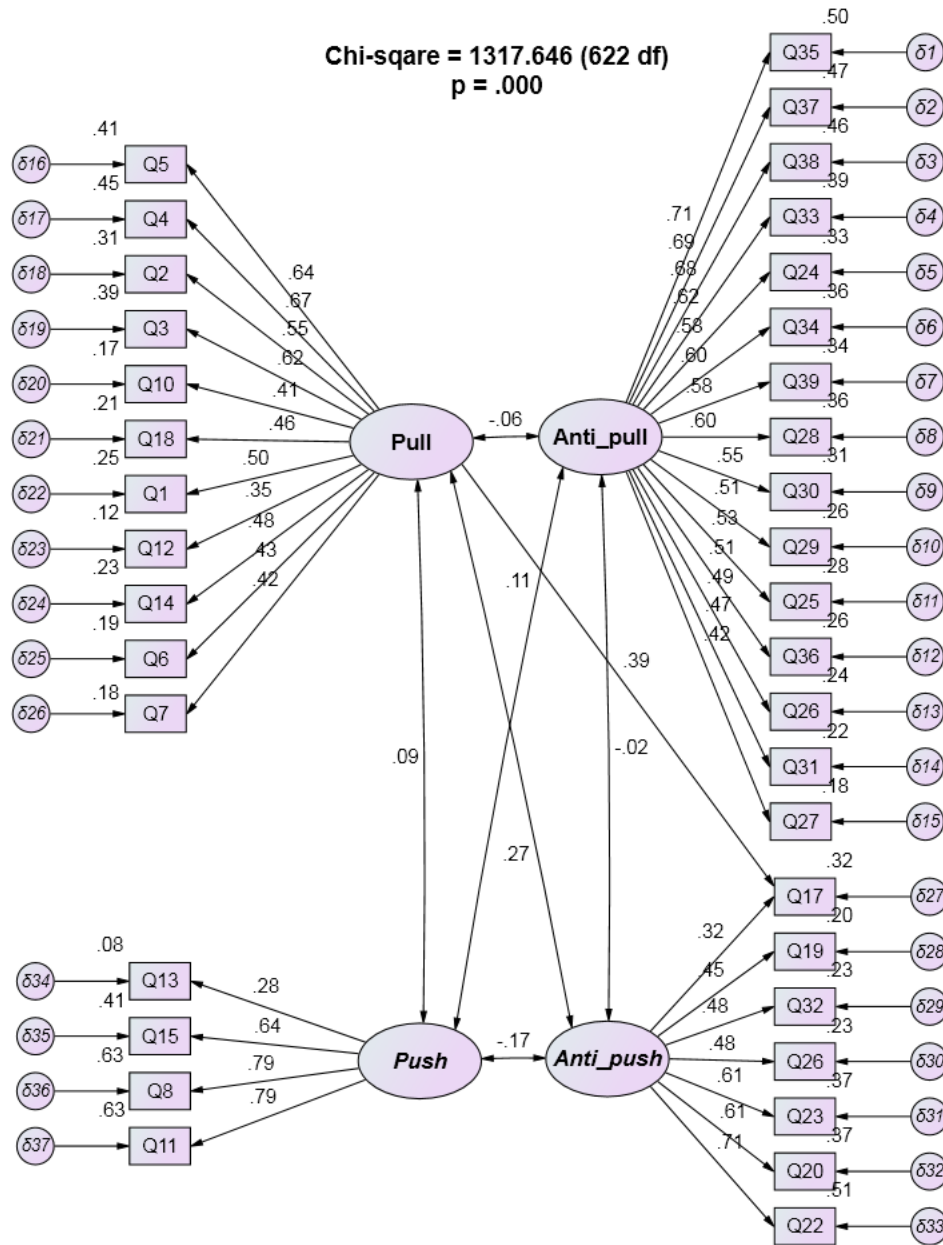 Chi-sqare = 1317.646 (622 df)
p = .000
.41
δ16 Q5
.45
δ17 Q4
.31
δ18 Q2
.39
δ19 Q3
.17
δ20 Q10
.21
δ21 Q18
.25
δ22 Q1
.12
δ23 Q12
.23
δ24 Q14
.19
δ25 Q6
.18
δ26 Q7
.64
.67
.55
.62
.41
.46
.50
.35
.48
.43
.42
Pull
-.06
Anti_pull
.50
Q35 δ1
.47
Q37 δ2
.46
Q38 δ3
.39
Q33 δ4
.33
Q24 δ5
.36
Q34 δ6
.34
Q39 δ7
.36
Q28 δ8
.31
Q30 δ9
.26
Q29 δ10
.28
Q25 δ11
.26
Q36 δ12
.24
Q26 δ13
.22
Q31 δ14
.18
Q27 δ15
.71
.69
.68
.62
.58
.60
.58
.60
.55
.51
.53
.51
.49
.47
.42
.11
.39
.09
-.02
.27
.08
δ34 Q13
.41
δ35 Q15
.63
δ36 Q8
.63
δ37 Q11
.28
.64
.79
.79
Push
-.17
Anti_push
.32
.45
.48
.48
.61
.61
.71
.32
Q17 δ27
.20
Q19 δ28
.23
Q32 δ29
.23
Q26 δ30
.37
Q23 δ31
.37
Q20 δ32
.51
Q22 δ33